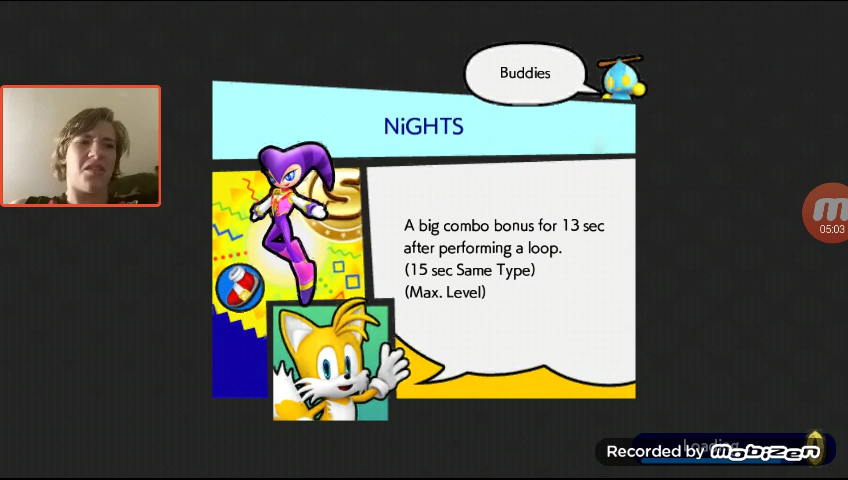 Buddies
NiGHTS
A big combo bonus for 13 sec
after performing a loop.
(15 sec Same Type)
(Max. Level)
S
m
05:03
Loading
Recorded by mobizen